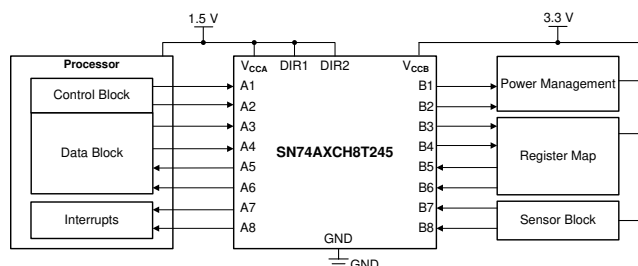 1.5 V
3.3 V
Processor
VCCA DIR1 DIR2 VCCB
Control Block
Data Block
Interrupts
A1
A2
A3
A4
A5
A6
A7
A8
SN74AXCH8T245
GND
GND
B1
B2
B3
B4
B5
B6
B7
B8
Power Management
Register Map
Sensor Block